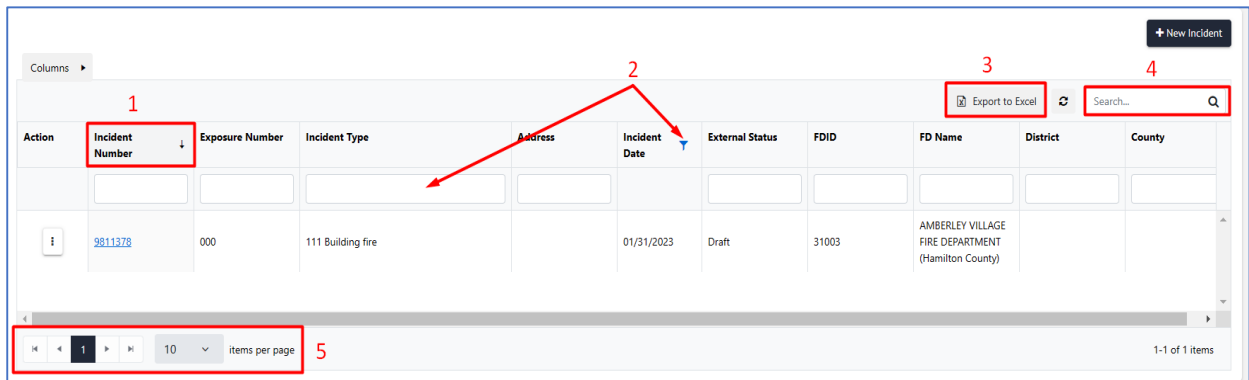 + New Incident
Columns
1
2
3
4
Export to Excel
Search...
Action
Incident Number
Exposure Number
Incident Type
Address
Incident Date
External Status
FDID
FD Name
District
County
9811378
000
111 Building fire
01/31/2023
Draft
31003
AMBERLEY VILLAGE
FIRE DEPARTMENT
(Hamilton County)
1
10
items per page
5
1-1 of 1 items